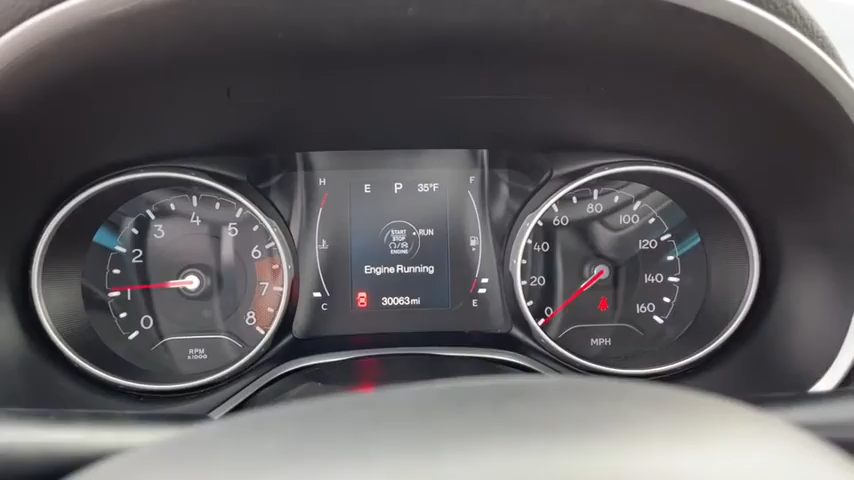 0
1
2
3
4
5
6
7
8
RPM
x1000
H
C
E P 35°F
START
STOP
ENGINE
RUN
Engine Running
30063 mi
F
E
0
20
40
60
80
100
120
140
160
MPH